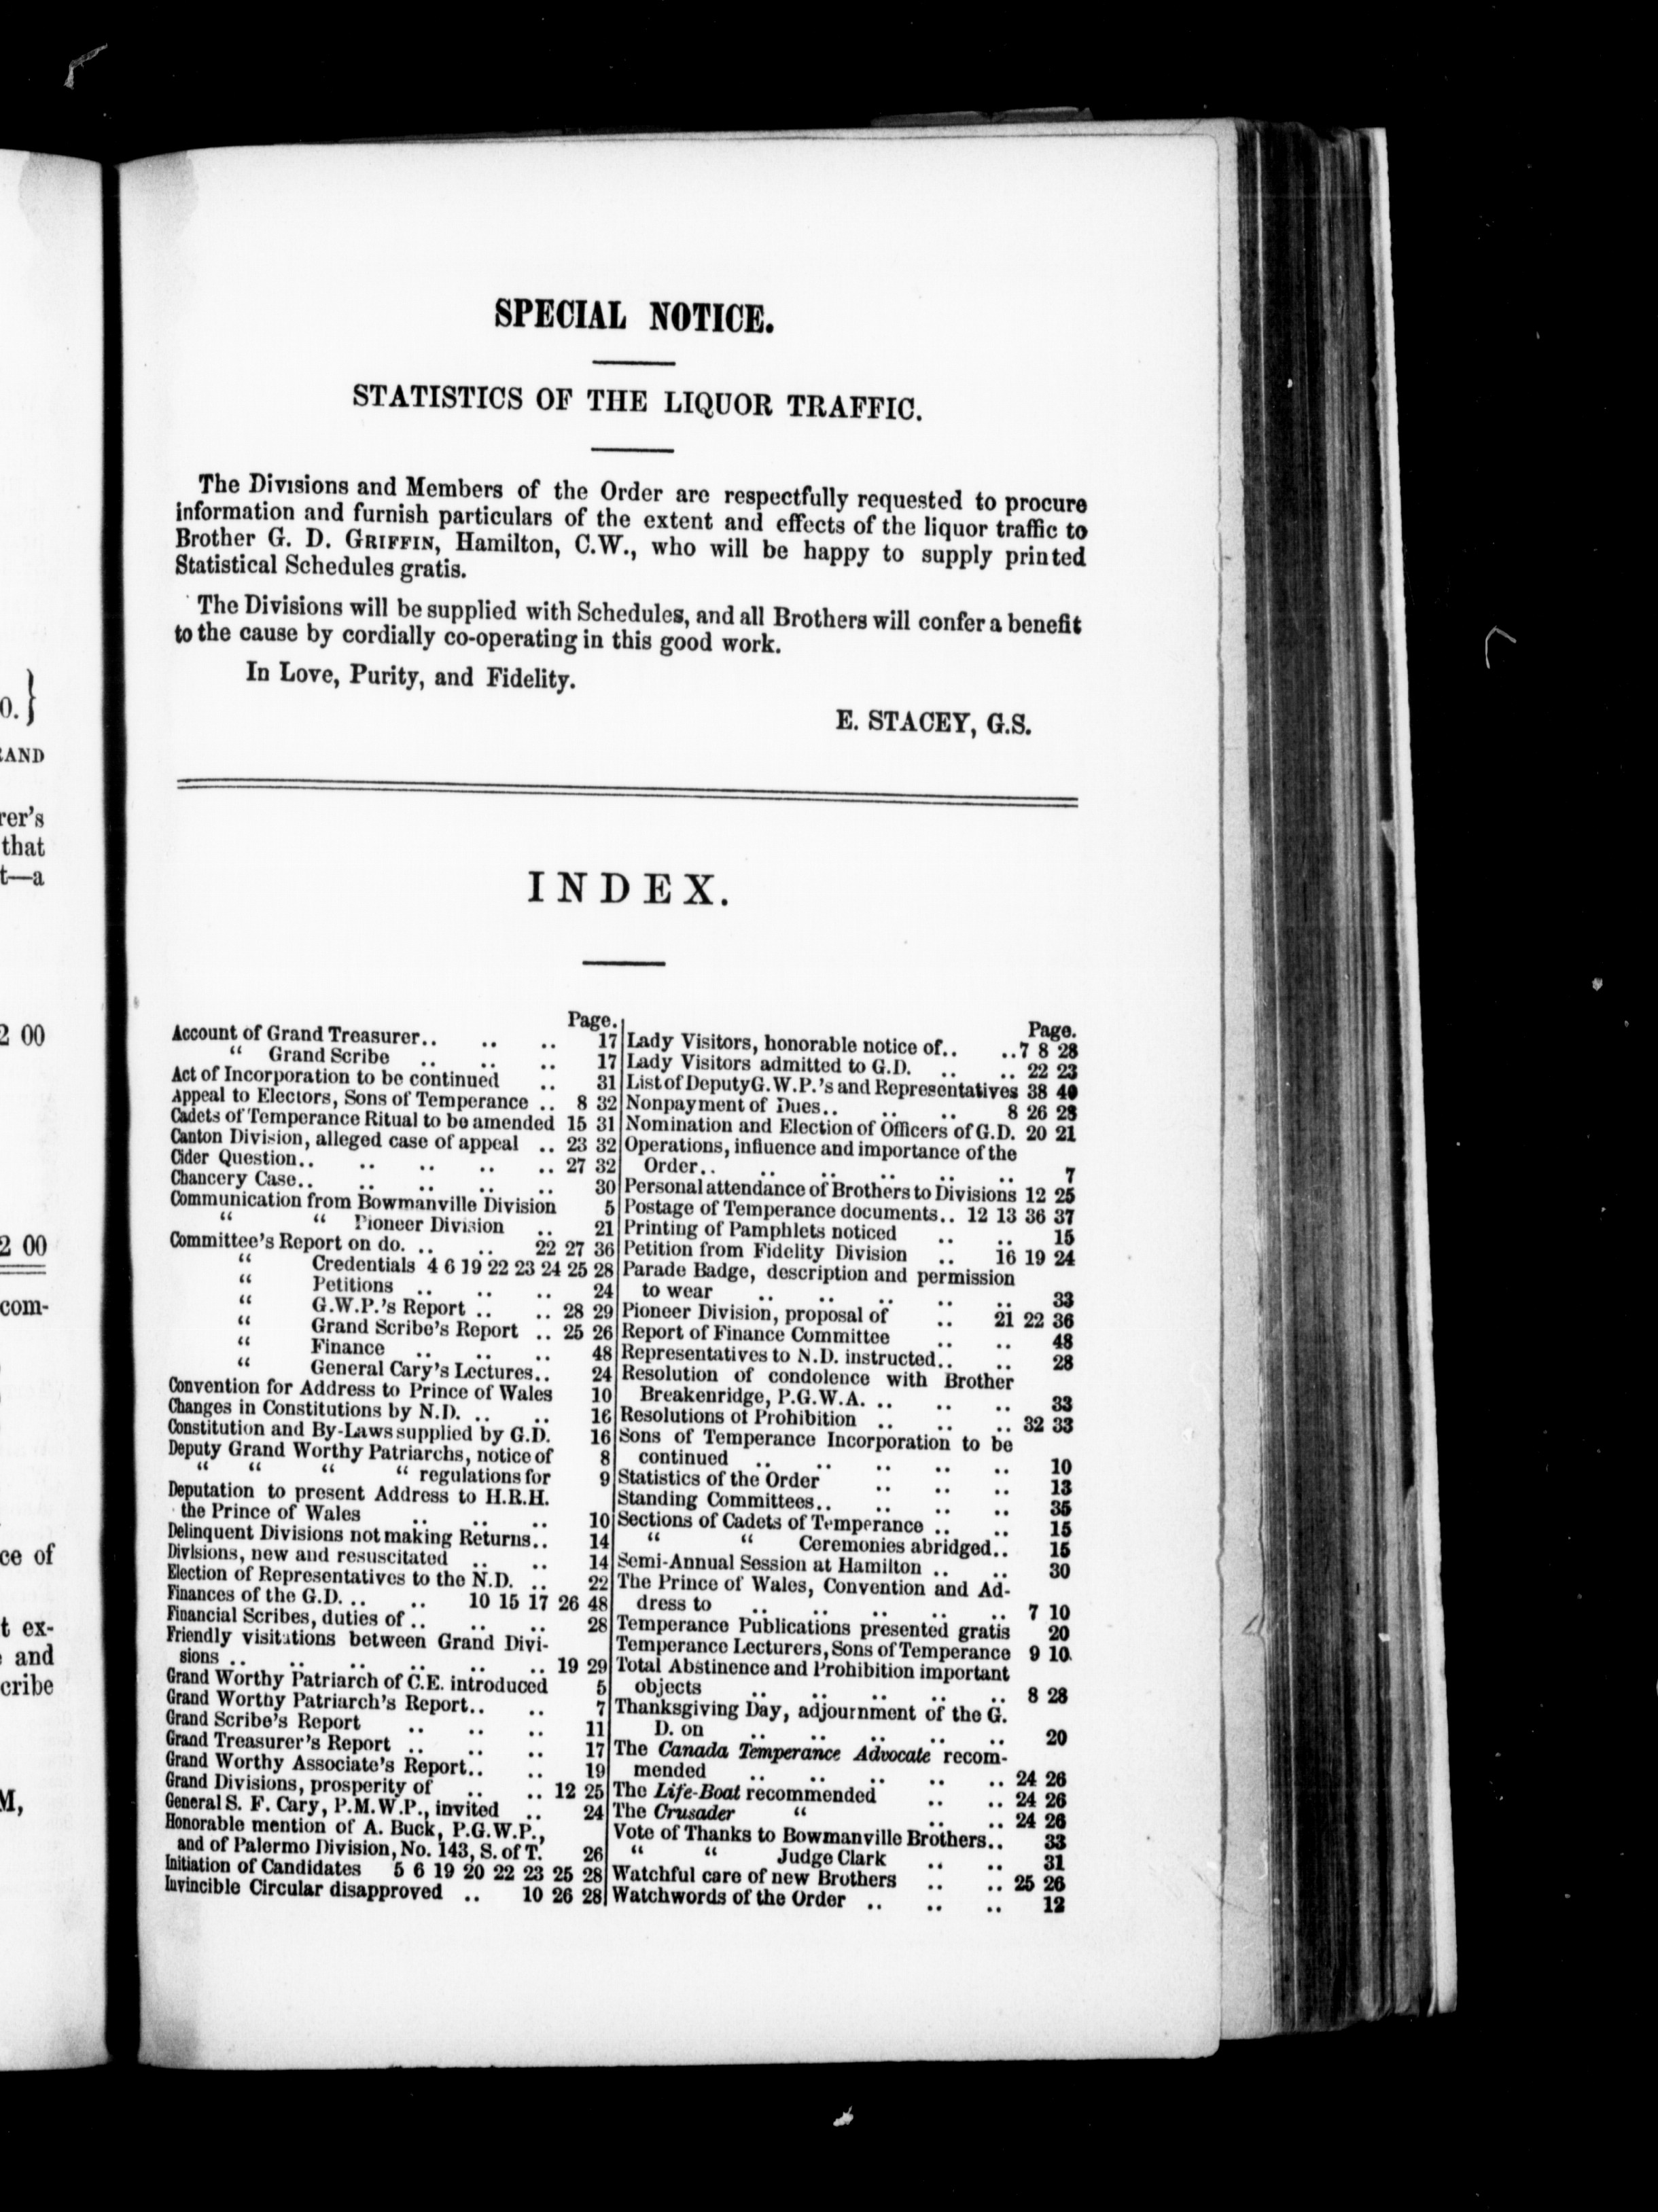 0.}
RAND
rer's
that
t—a
2 00
2 00
com-
ce of
t ex-
and
cribe
M,
SPECIAL NOTICE.
STATISTICS OF THE LIQUOR TRAFFIC.
The Divisions and Members of the Order are respectfully requested to procure
information and furnish particulars of the extent and effects of the liquor traffic to
Brother G. D. GRIFFIN, Hamilton, C.W., who will be happy to supply printed
Statistical Schedules gratis.
The Divisions will be supplied with Schedules, and all Brothers will confer a benefit
to the cause by cordially co-operating in this good work.
In Love, Purity, and Fidelity.
E. STACEY, G.S.
INDEX.
Page.
Account of Grand Treasurer.. .. .. 17
“ Grand Scribe .. .. .. 17
Act of Incorporation to be continued .. 31
Appeal to Electors, Sons of Temperance .. 8 32
Cadets of Temperance Ritual to be amended 15 31
Canton Division, alleged case of appeal .. 23 32
Cider Question.. .. .. .. .. 27 32
Chancery Case.. .. .. .. .. 30
Communication from Bowmanville Division 5
“ “ Pioneer Division .. 21
Committee's Report on do. .. .. 22 27 36
“ Credentials 4 6 19 22 23 24 25 28
“ Petitions .. .. .. 24
“ G.W.P.'s Report .. .. 28 29
“ Grand Scribe's Report .. 25 26
“ Finance .. .. .. 48
“ General Cary's Lectures.. 24
Convention for Address to Prince of Wales 10
Changes in Constitutions by N.D. .. .. 16
Constitution and By-Laws supplied by G.D. 16
Deputy Grand Worthy Patriarchs, notice of 8
“ “ “ “ regulations for 9
Deputation to present Address to H.R.H.
the Prince of Wales .. .. .. 10
Delinquent Divisions not making Returns.. 14
Divisions, new and resuscitated .. .. 14
Election of Representatives to the N.D. .. 22
Finances of the G.D. .. .. 10 15 17 26 48
Financial Scribes, duties of .. .. .. 28
Friendly visitations between Grand Divi-
sions .. .. .. .. .. .. 19 29
Grand Worthy Patriarch of C.E. introduced 5
Grand Worthy Patriarch's Report.. .. 7
Grand Scribe's Report .. .. .. 11
Grand Treasurer's Report .. .. .. 17
Grand Worthy Associate's Report.. .. 19
Grand Divisions, prosperity of .. .. 12 25
General S. F. Cary, P.M.W.P., invited .. 24
Honorable mention of A. Buck, P.G.W.P.,
and of Palermo Division, No. 143, S. of T. 26
Initiation of Candidates 5 6 19 20 22 23 25 28
Invincible Circular disapproved .. 10 26 28
Page.
Lady Visitors, honorable notice of.. ..7 8 28
Lady Visitors admitted to G.D. .. .. 22 23
List of Deputy G.W.P.'s and Representatives 38 40
Nonpayment of Dues.. .. .. 8 26 28
Nomination and Election of Officers of G.D. 20 21
Operations, influence and importance of the
Order.. .. .. .. .. .. 7
Personal attendance of Brothers to Divisions 12 25
Postage of Temperance documents.. 12 13 36 37
Printing of Pamphlets noticed .. .. 15
Petition from Fidelity Division .. 16 19 24
Parade Badge, description and permission
to wear .. .. .. .. .. 33
Pioneer Division, proposal of .. 21 22 36
Report of Finance Committee .. .. 48
Representatives to N.D. instructed.. .. 28
Resolution of condolence with Brother
Breakenridge, P.G.W.A. .. .. .. 33
Resolutions of Prohibition .. .. .. 32 33
Sons of Temperance Incorporation to be
continued .. .. .. .. .. 10
Statistics of the Order .. .. .. 13
Standing Committees.. .. .. .. 35
Sections of Cadets of Temperance .. .. 15
“ “ Ceremonies abridged.. 15
Semi-Annual Session at Hamilton .. .. 30
The Prince of Wales, Convention and Ad-
dress to .. .. .. .. .. 7 10
Temperance Publications presented gratis 20
Temperance Lecturers, Sons of Temperance 9 10
Total Abstinence and Prohibition important
objects .. .. .. .. .. 8 28
Thanksgiving Day, adjournment of the G.
D. on .. .. .. .. .. 20
The Canada Temperance Advocate recom-
mended .. .. .. .. .. 24 26
The Life-Boat recommended .. .. 24 26
The Crusader “ .. .. 24 26
Vote of Thanks to Bowmanville Brothers.. 33
“ “ Judge Clark .. .. 31
Watchful care of new Brothers .. .. 25 26
Watchwords of the Order .. .. .. 12